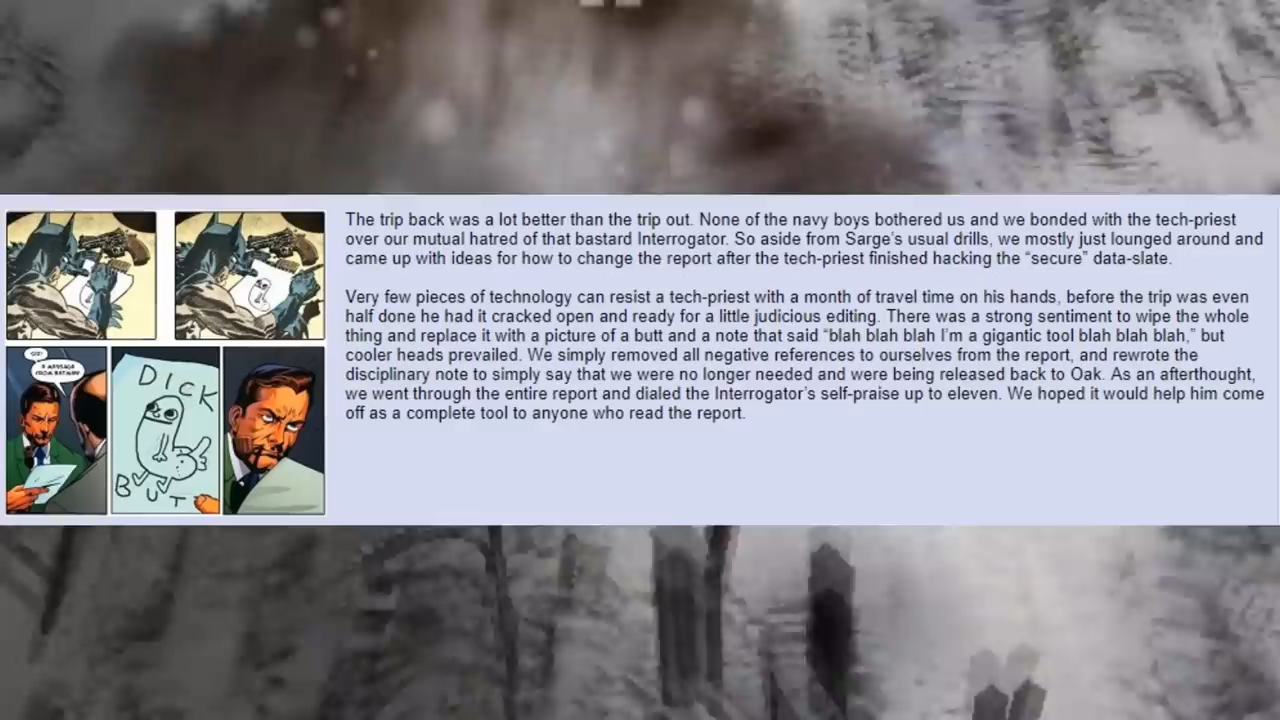 SIR!
A MESSAGE
FROM BATMAN!
DICK
BUT
The trip back was a lot better than the trip out. None of the navy boys bothered us and we bonded with the tech-priest
over our mutual hatred of that bastard Interrogator. So aside from Sarge's usual drills, we mostly just lounged around and
came up with ideas for how to change the report after the tech-priest finished hacking the “secure” data-slate.
Very few pieces of technology can resist a tech-priest with a month of travel time on his hands, before the trip was even
half done he had it cracked open and ready for a little judicious editing. There was a strong sentiment to wipe the whole
thing and replace it with a picture of a butt and a note that said “blah blah blah I'm a gigantic tool blah blah blah,” but
cooler heads prevailed. We simply removed all negative references to ourselves from the report, and rewrote the
disciplinary note to simply say that we were no longer needed and were being released back to Oak. As an afterthought,
we went through the entire report and dialed the Interrogator's self-praise up to eleven. We hoped it would help him come
off as a complete tool to anyone who read the report.